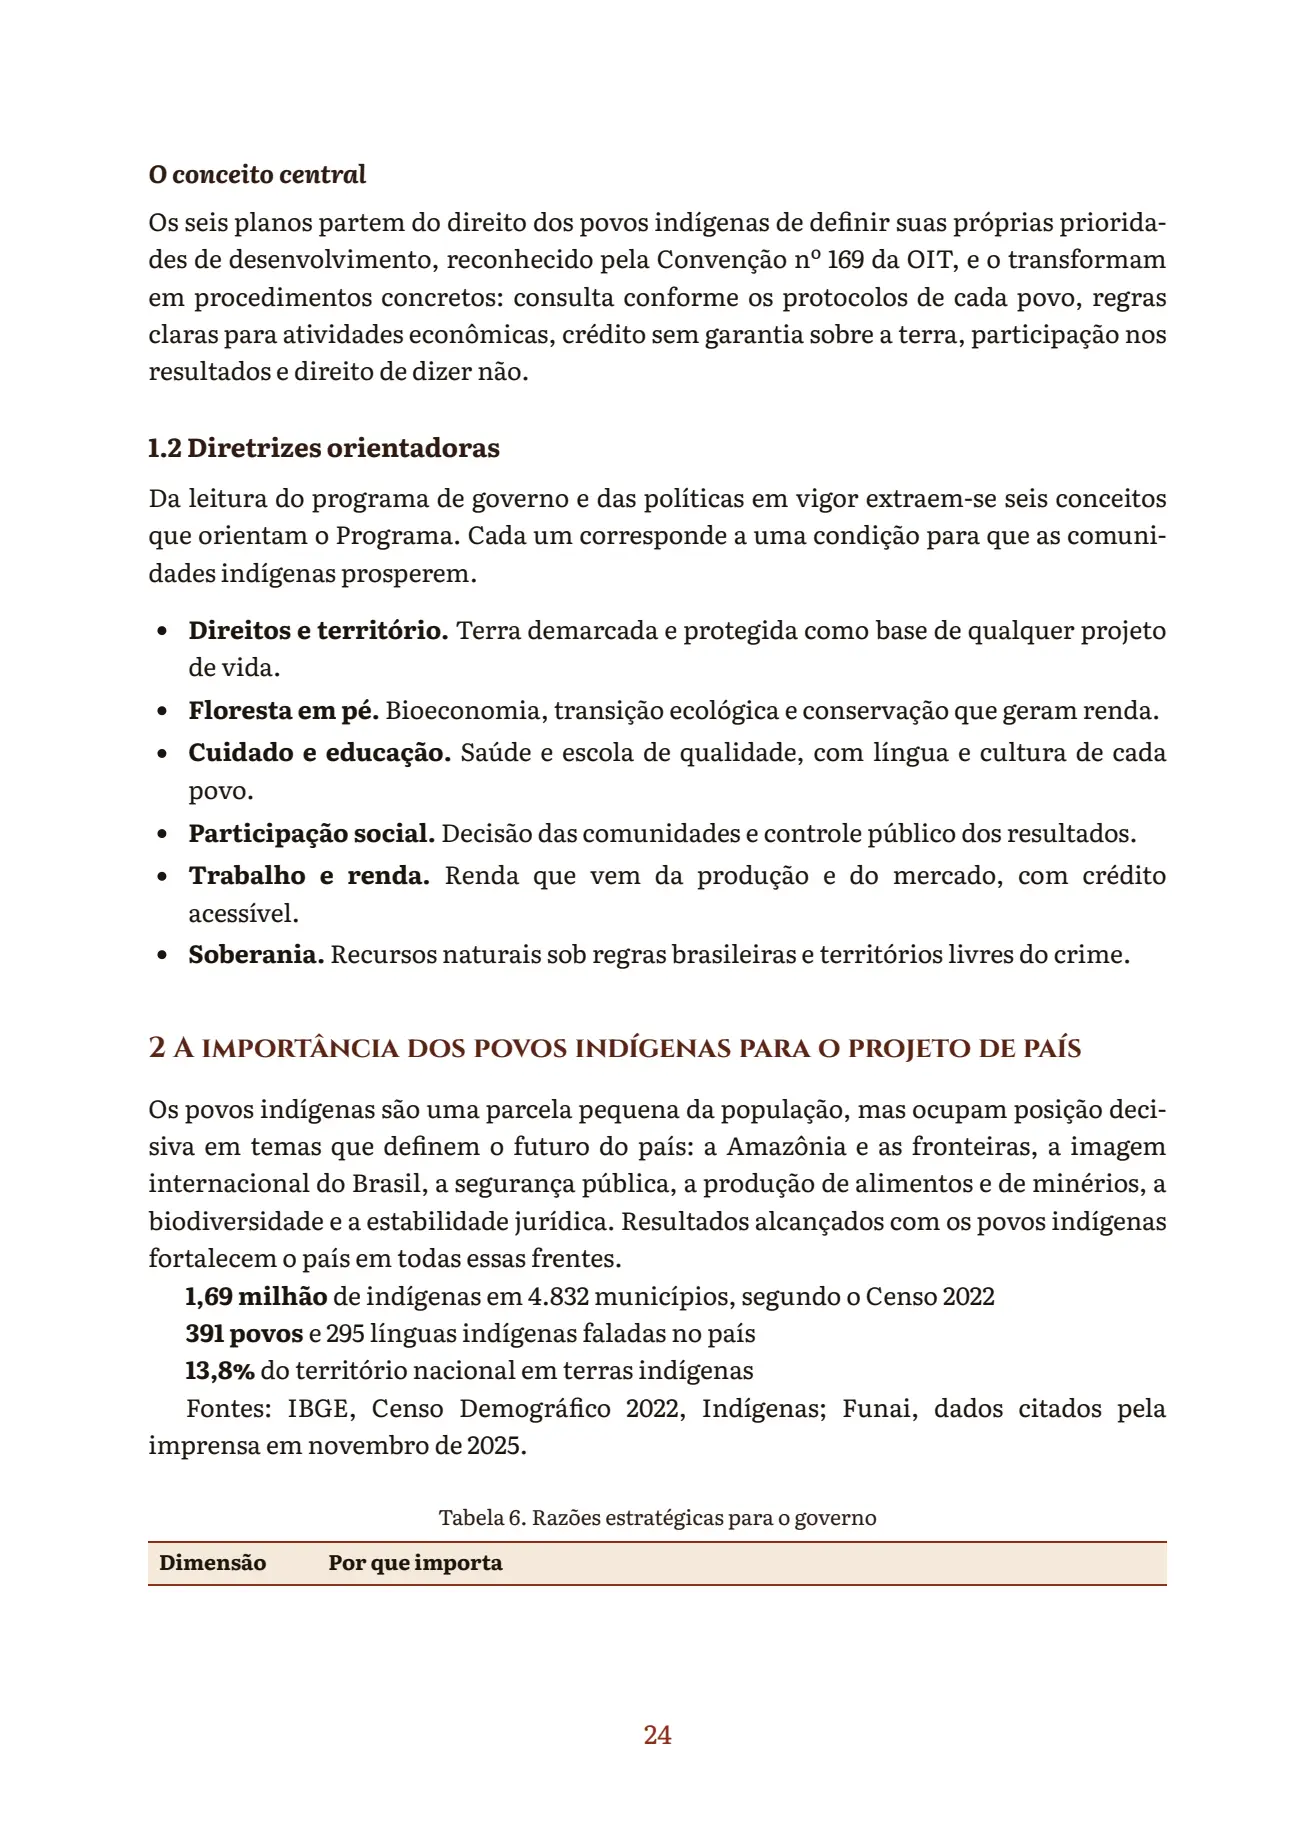 O conceito central
Os seis planos partem do direito dos povos indígenas de definir suas próprias priorida-
des de desenvolvimento, reconhecido pela Convenção nº 169 da OIT, e o transformam
em procedimentos concretos: consulta conforme os protocolos de cada povo, regras
claras para atividades econômicas, crédito sem garantia sobre a terra, participação nos
resultados e direito de dizer não.
1.2 Diretrizes orientadoras
Da leitura do programa de governo e das políticas em vigor extraem-se seis conceitos
que orientam o Programa. Cada um corresponde a uma condição para que as comuni-
dades indígenas prosperem.
• Direitos e território. Terra demarcada e protegida como base de qualquer projeto
de vida.
• Floresta em pé. Bioeconomia, transição ecológica e conservação que geram renda.
• Cuidado e educação. Saúde e escola de qualidade, com língua e cultura de cada
povo.
• Participação social. Decisão das comunidades e controle público dos resultados.
• Trabalho e renda. Renda que vem da produção e do mercado, com crédito
acessível.
• Soberania. Recursos naturais sob regras brasileiras e territórios livres do crime.
2 A IMPORTÂNCIA DOS POVOS INDÍGENAS PARA O PROJETO DE PAÍS
Os povos indígenas são uma parcela pequena da população, mas ocupam posição deci-
siva em temas que definem o futuro do país: a Amazônia e as fronteiras, a imagem
internacional do Brasil, a segurança pública, a produção de alimentos e de minérios, a
biodiversidade e a estabilidade jurídica. Resultados alcançados com os povos indígenas
fortalecem o país em todas essas frentes.
1,69 milhão de indígenas em 4.832 municípios, segundo o Censo 2022
391 povos e 295 línguas indígenas faladas no país
13,8% do território nacional em terras indígenas
Fontes: IBGE, Censo Demográfico 2022, Indígenas; Funai, dados citados pela
imprensa em novembro de 2025.
Tabela 6. Razões estratégicas para o governo
Dimensão Por que importa
24